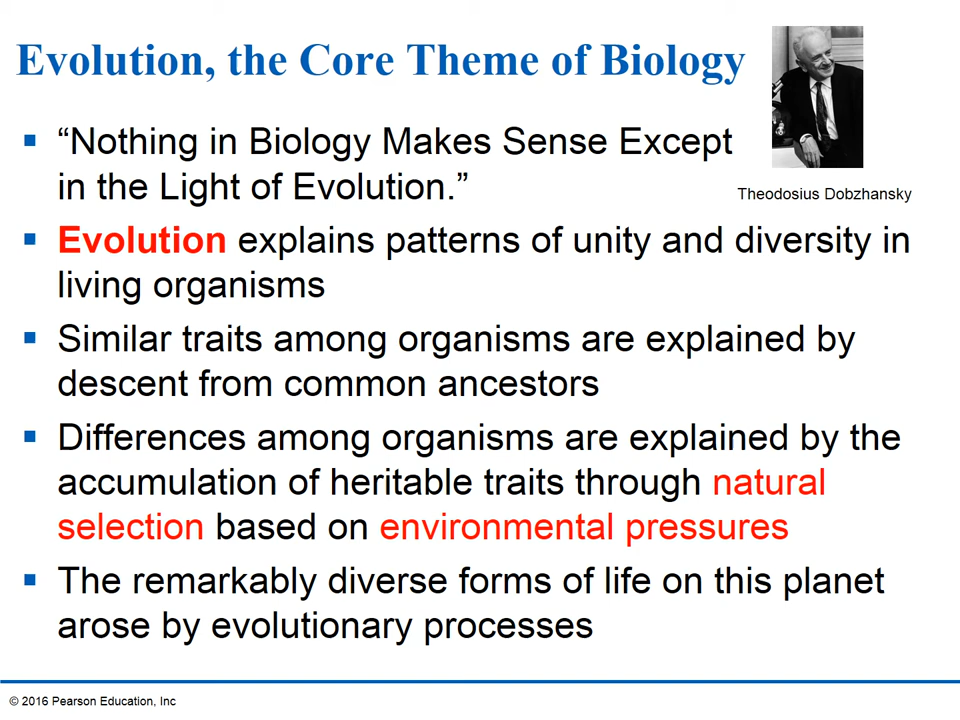 Evolution, the Core Theme of Biology
▪ “Nothing in Biology Makes Sense Except
in the Light of Evolution.”
Theodosius Dobzhansky
▪ Evolution explains patterns of unity and diversity in
living organisms
▪ Similar traits among organisms are explained by
descent from common ancestors
▪ Differences among organisms are explained by the
accumulation of heritable traits through natural
selection based on environmental pressures
▪ The remarkably diverse forms of life on this planet
arose by evolutionary processes
© 2016 Pearson Education, Inc